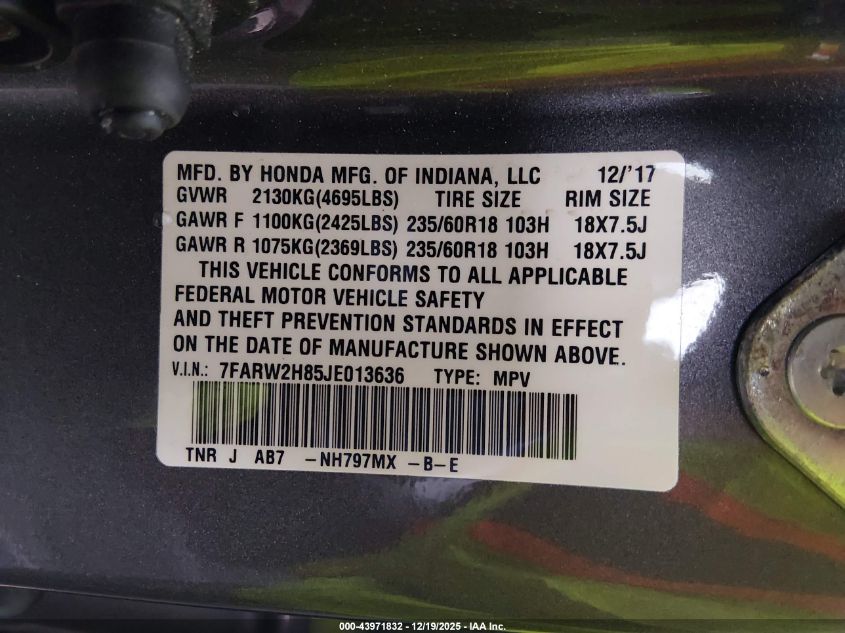 MFD. BY HONDA MFG. OF INDIANA, LLC 12/'17
GVWR 2130KG(4695LBS) TIRE SIZE RIM SIZE
GAWR F 1100KG(2425LBS) 235/60R18 103H 18X7.5J
GAWR R 1075KG(2369LBS) 235/60R18 103H 18X7.5J
THIS VEHICLE CONFORMS TO ALL APPLICABLE
FEDERAL MOTOR VEHICLE SAFETY
AND THEFT PREVENTION STANDARDS IN EFFECT
ON THE DATE OF MANUFACTURE SHOWN ABOVE.
V.I.N.: 7FARW2H85JE013636 TYPE: MPV
TNR J AB7 -NH797MX -B-E
000-43971832 - 12/19/2025 - IAA Inc.